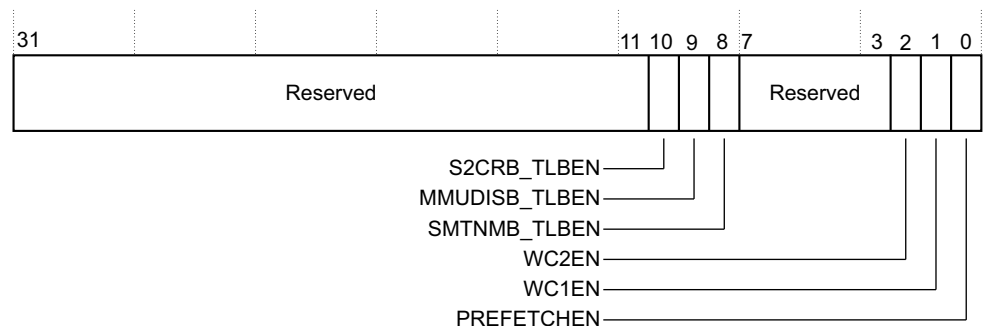 31 11 10 9 8 7 3 2 1 0
Reserved Reserved
S2CRB_TLBEN
MMUDISB_TLBEN
SMTNMB_TLBEN
WC2EN
WC1EN
PREFETCHEN